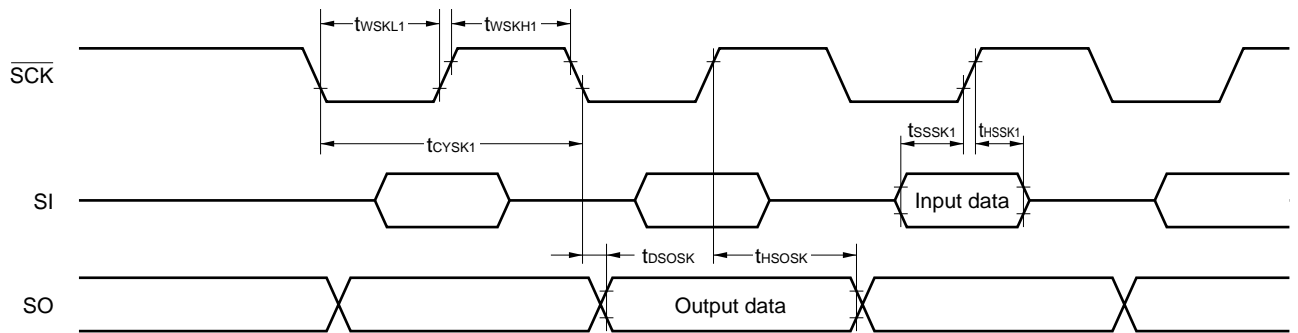 tWSKL1 tWSKH1
SCK
tCYSK1 tSSSK1 tHSSK1
SI Input data
tDSOSK tHSOSK
SO Output data